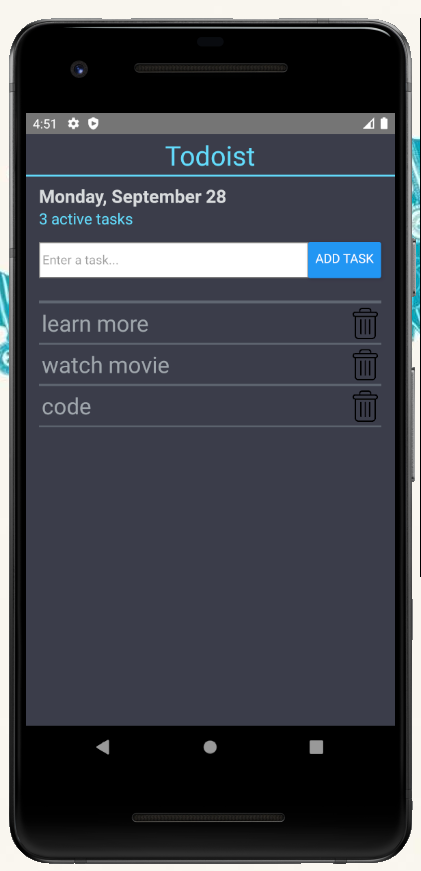 4:51
Todoist
Monday, September 28
3 active tasks
Enter a task...
ADD TASK
learn more
watch movie
code